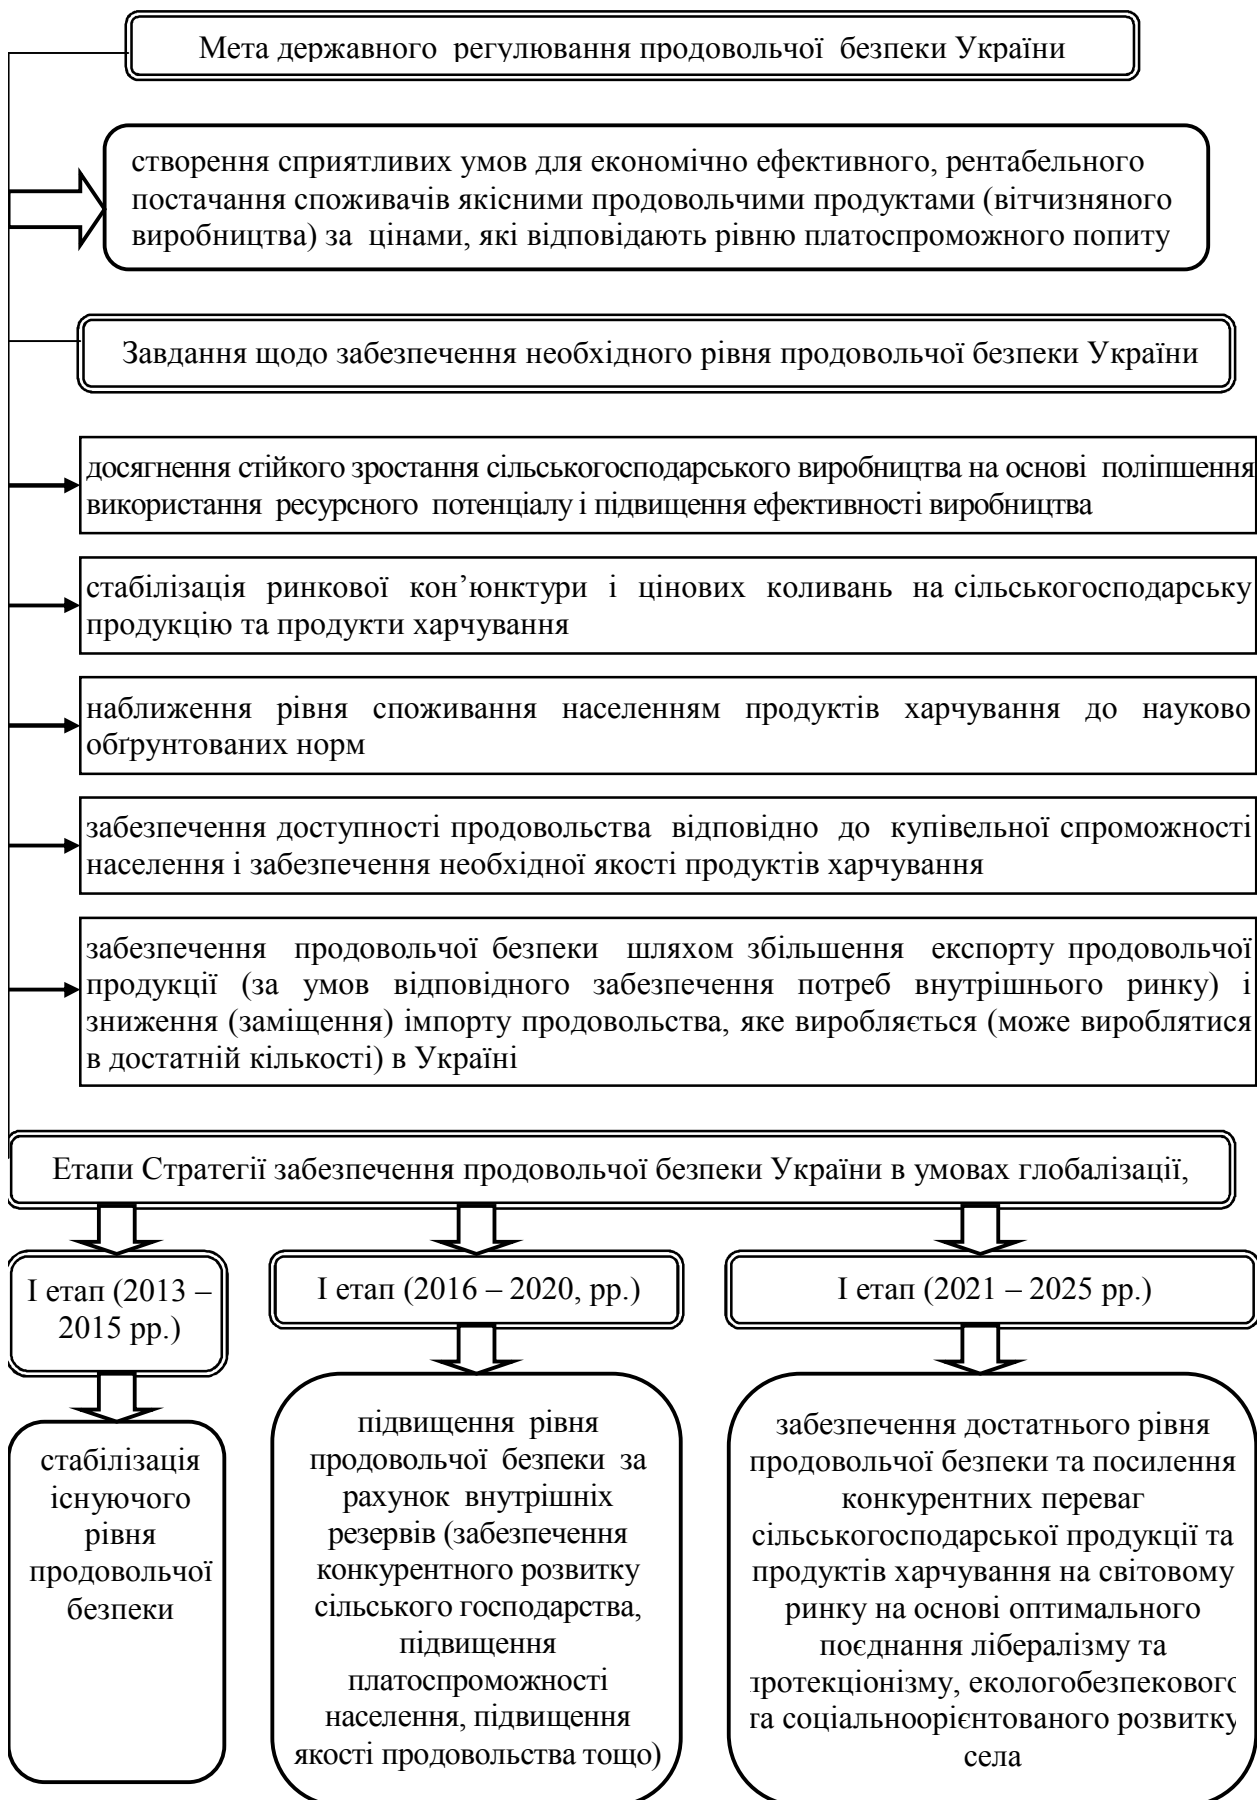 Мета державного регулювання продовольчої безпеки України
створення сприятливих умов для економічно ефективного, рентабельного
постачання споживачів якісними продовольчими продуктами (вітчизняного
виробництва) за цінами, які відповідають рівню платоспроможного попиту
Завдання щодо забезпечення необхідного рівня продовольчої безпеки України
досягнення стійкого зростання сільськогосподарського виробництва на основі поліпшення
використання ресурсного потенціалу і підвищення ефективності виробництва
стабілізація ринкової кон’юнктури і цінових коливань на сільськогосподарську
продукцію та продукти харчування
наближення рівня споживання населенням продуктів харчування до науково
обґрунтованих норм
забезпечення доступності продовольства відповідно до купівельної спроможності
населення і забезпечення необхідної якості продуктів харчування
забезпечення продовольчої безпеки шляхом збільшення експорту продовольчої
продукції (за умов відповідного забезпечення потреб внутрішнього ринку) і
зниження (заміщення) імпорту продовольства, яке виробляється (може вироблятися
в достатній кількості) в Україні
Етапи Стратегії забезпечення продовольчої безпеки України в умовах глобалізації,
І етап (2013 –
2015 рр.)
І етап (2016 – 2020, рр.)
І етап (2021 – 2025 рр.)
стабілізація
існуючого
рівня
продовольчої
безпеки
підвищення рівня
продовольчої безпеки за
рахунок внутрішніх
резервів (забезпечення
конкурентного розвитку
сільського господарства,
підвищення
платоспроможності
населення, підвищення
якості продовольства тощо)
забезпечення достатнього рівня
продовольчої безпеки та посилення
конкурентних переваг
сільськогосподарської продукції та
продуктів харчування на світовому
ринку на основі оптимального
поєднання лібералізму та
протекціонізму, екологобезпекового
та соціальноорієнтованого розвитку
села